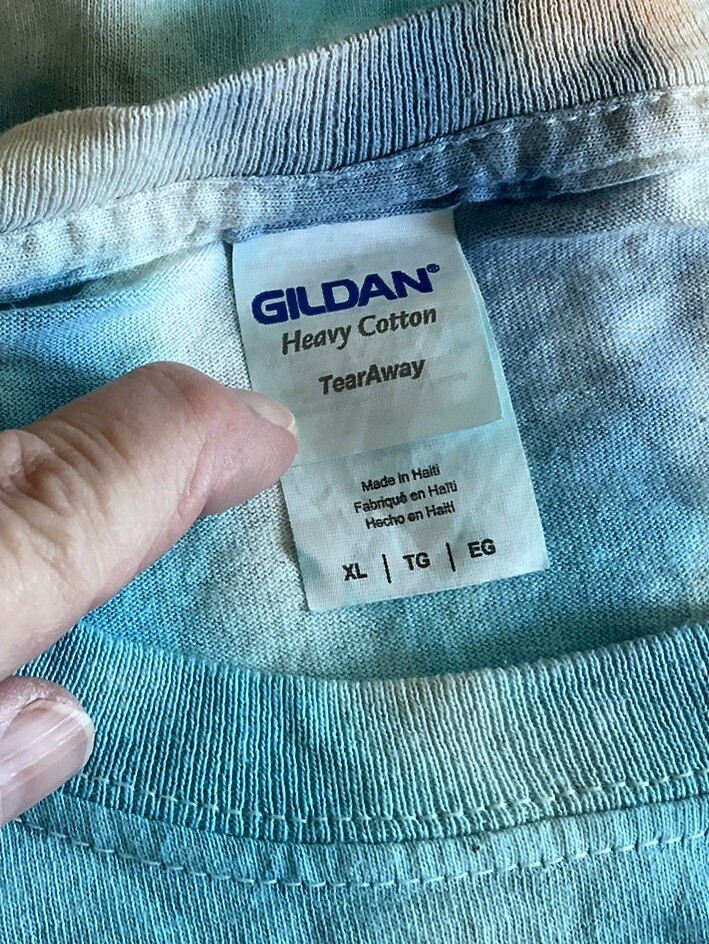 GILDAN®
Heavy Cotton
TearAway
Made in Haiti
Fabriqué en Haïti
Hecho en Haití
XL | TG | EG